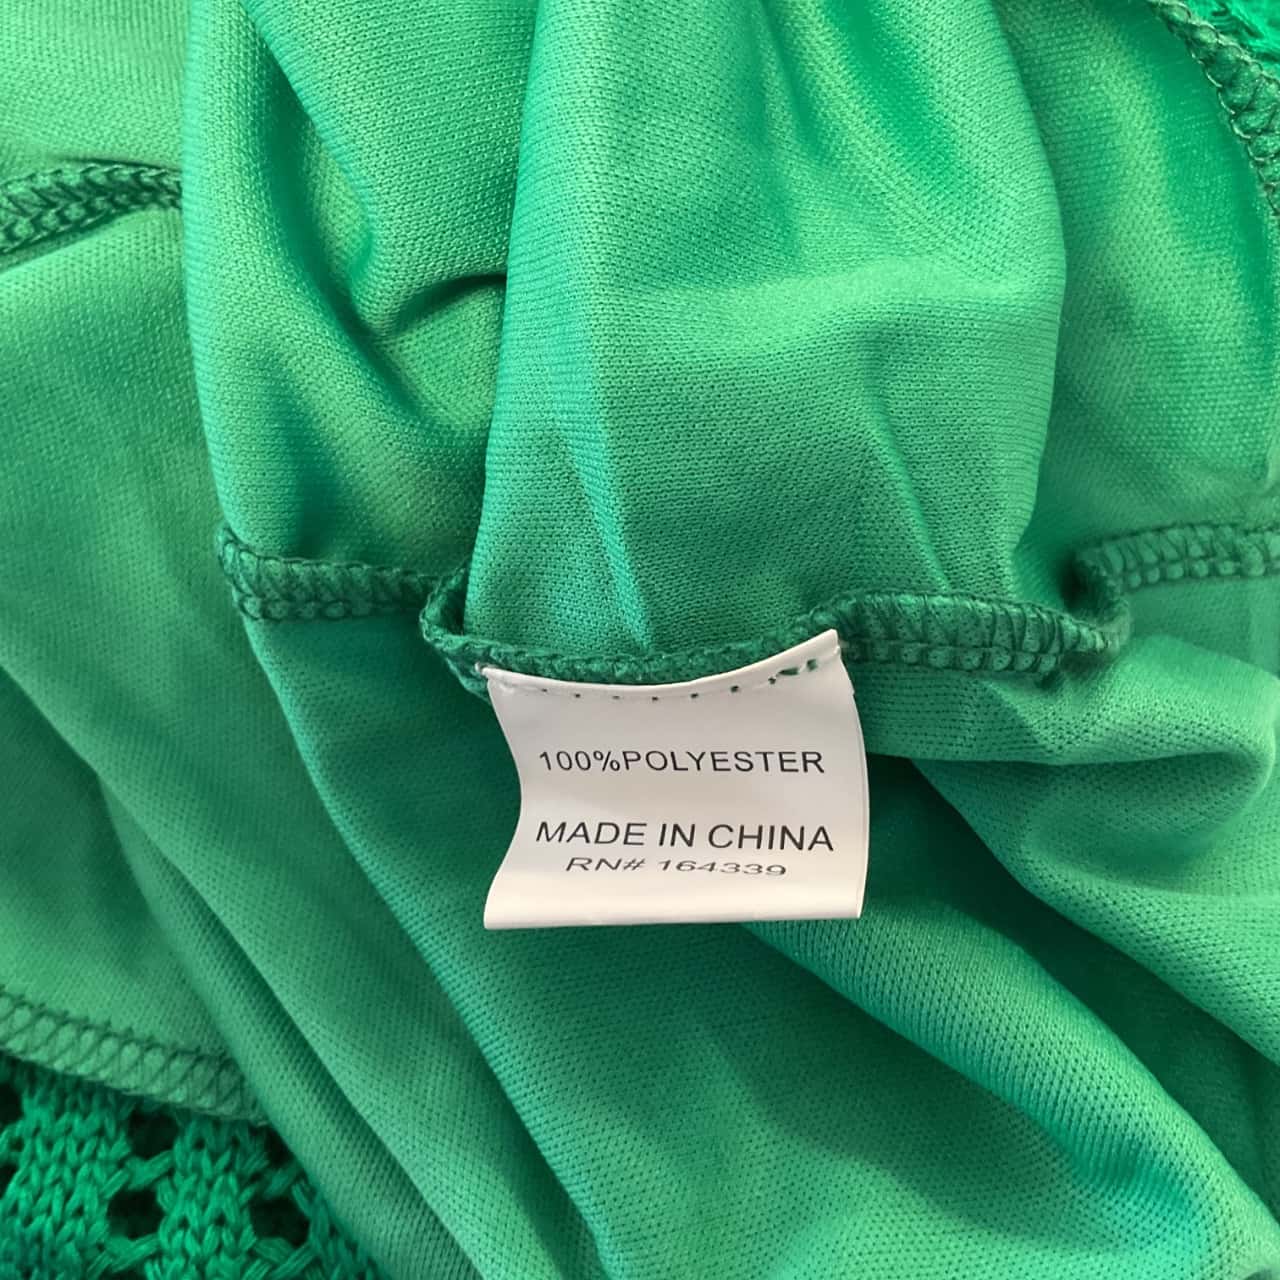 100%POLYESTER
MADE IN CHINA
RN# 164339